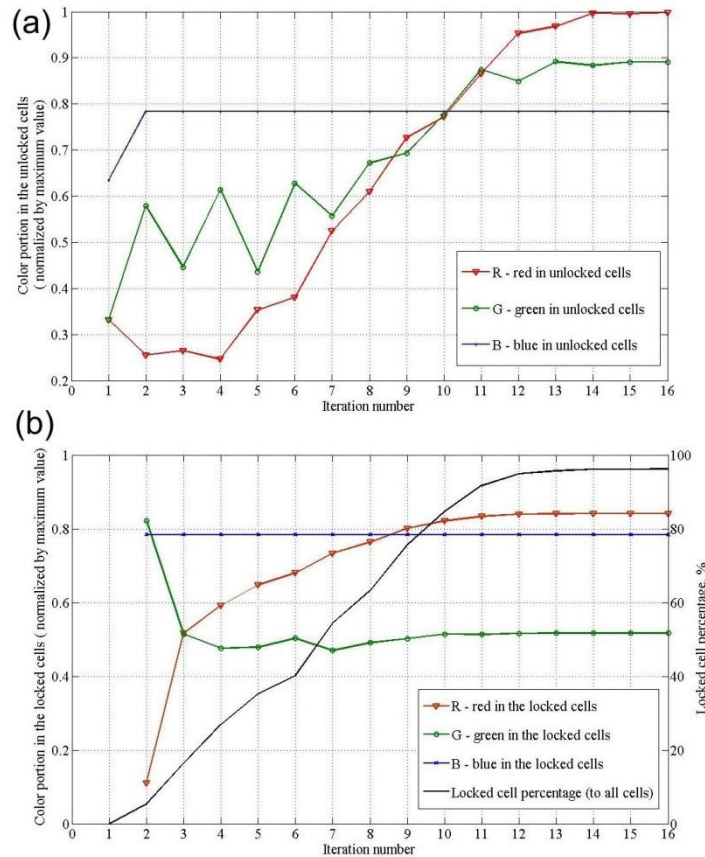 (a)
Color portion in the unlocked cells
( normalized by maximum value)
1
0.9
0.8
0.7
0.6
0.5
0.4
0.3
0.2
R - red in unlocked cells
G - green in unlocked cells
B - blue in unlocked cells
0 1 2 3 4 5 6 7 8 9 10 11 12 13 14 15 16
Iteration number
(b)
Color portion in the locked cells ( normalized by maximum value)
1
0.8
0.6
0.4
0.2
0
100
80
60
40
20
0
Locked cell percentage, %
R - red in the locked cells
G - green in the locked cells
B - blue in the locked cells
Locked cell percentage (to all cells)
0 1 2 3 4 5 6 7 8 9 10 11 12 13 14 15 16
Iteration number